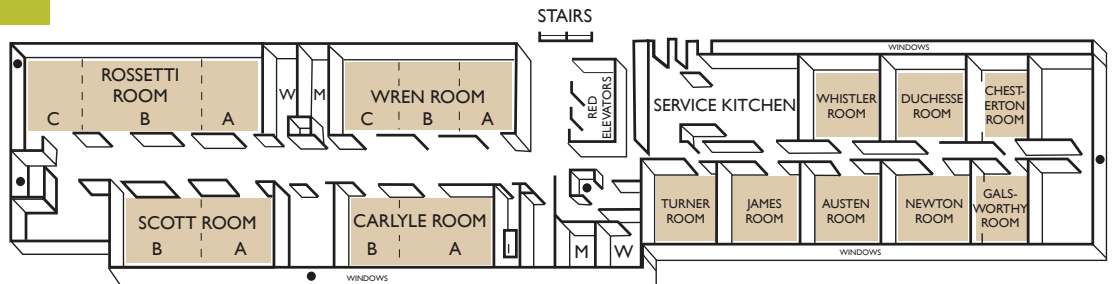 STAIRS
WINDOWS
ROSSETTI
ROOM
C B A
W M
WREN ROOM
C B A
RED
ELEVATORS
SERVICE KITCHEN
WHISTLER
ROOM
DUCHESSE
ROOM
CHEST-
ERTON
ROOM
SCOTT ROOM
B A
CARLYLE ROOM
B A
M W
TURNER
ROOM
JAMES
ROOM
AUSTEN
ROOM
NEWTON
ROOM
GALS-
WORTHY
ROOM
WINDOWS
WINDOWS